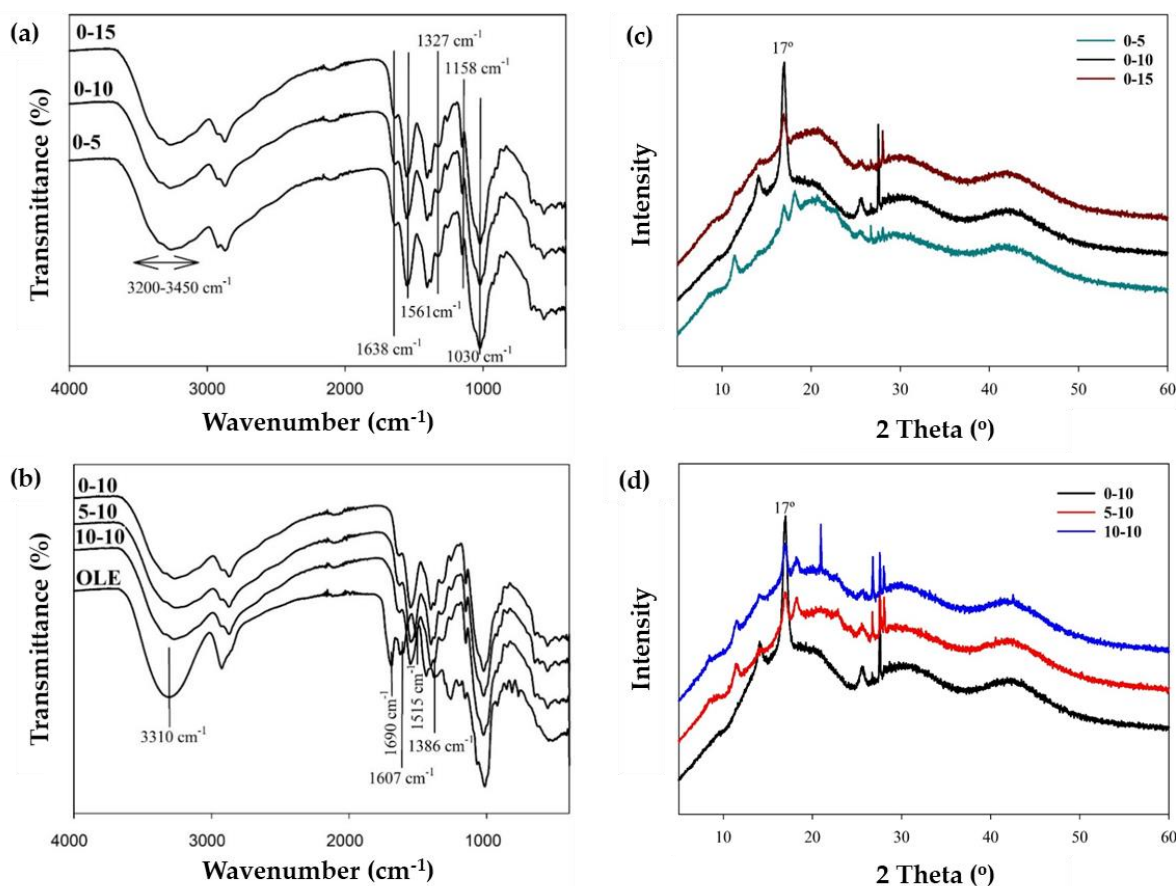 (a)
0-15
0-10
0-5
1327 cm-1
1158 cm-1
3200-3450 cm-1
1561cm-1
1638 cm-1
1030 cm-1
Transmittance (%)
4000 3000 2000 1000
Wavenumber (cm-1)
(c)
17º
0-5
0-10
0-15
Intensity
10 20 30 40 50 60
2 Theta (º)
(b)
0-10
5-10
10-10
OLE
3310 cm-1
1690 cm-1
1607 cm-1
1515 cm-1
1386 cm-1
Transmittance (%)
4000 3000 2000 1000
Wavenumber (cm-1)
(d)
17º
0-10
5-10
10-10
Intensity
10 20 30 40 50 60
2 Theta (º)